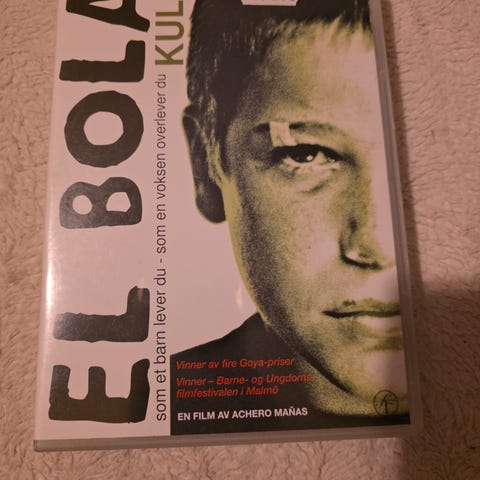 EL BOLA
som et barn lever du - som en voksen overlever du
KUL
Vinner av fire Goya-priser
Vinner – Barne- og Ungdoms-
filmfestivalen i Malmö
EN FILM AV ACHERO MAÑAS